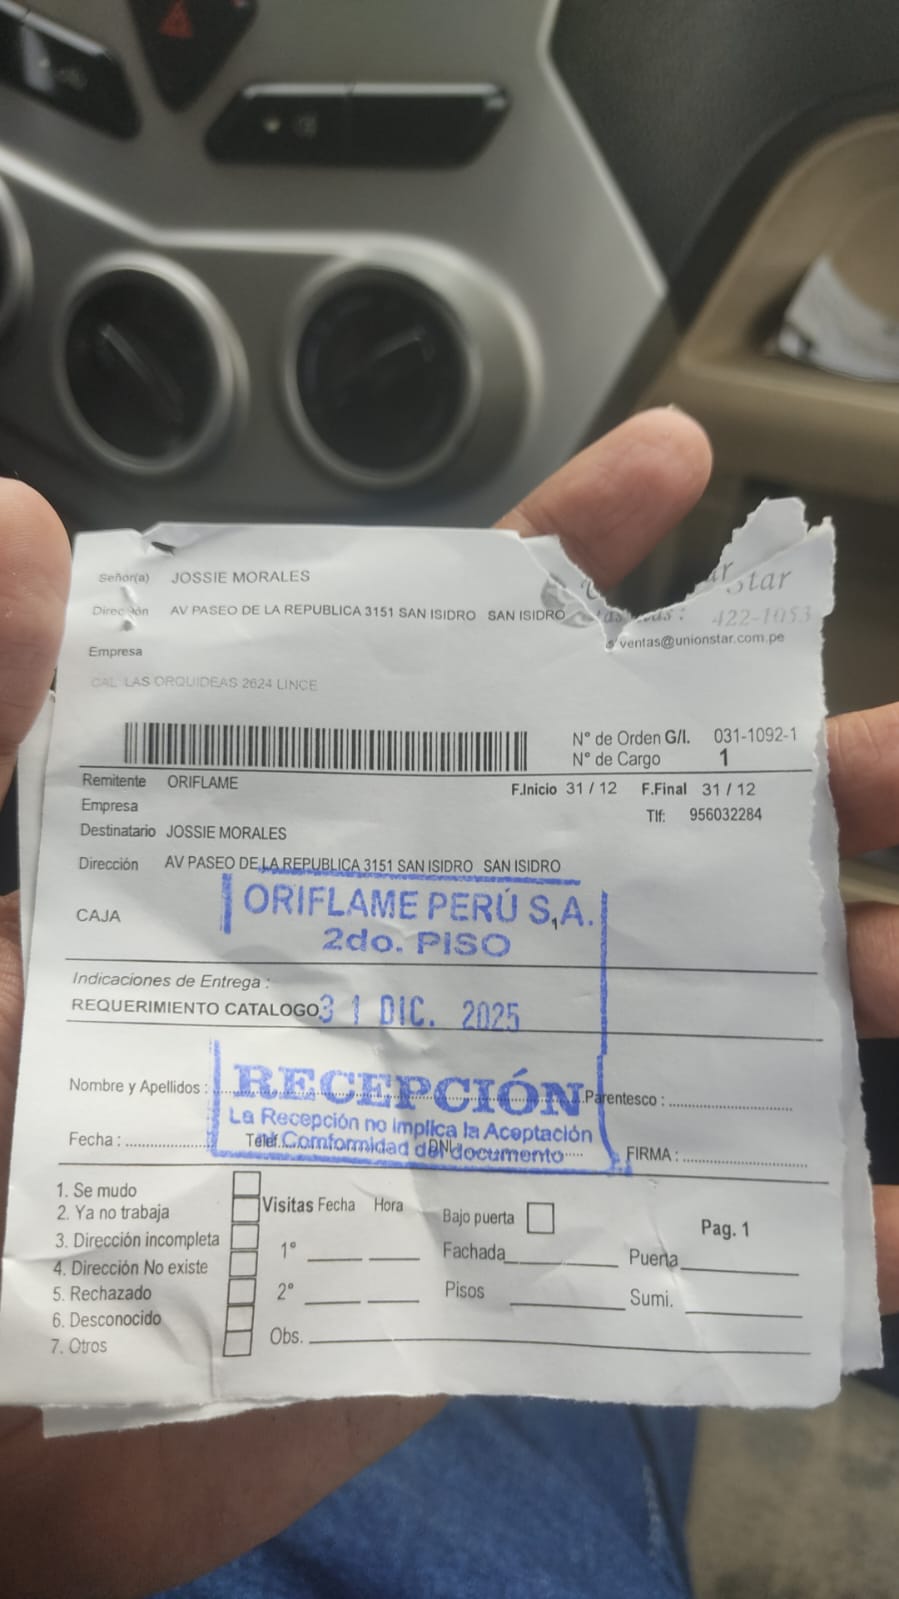 Señor(a) JOSSIE MORALES
Star
Dirección AV PASEO DE LA REPUBLICA 3151 SAN ISIDRO SAN ISIDRO
422-1053
ventas@unionstar.com.pe
Empresa
CAL. LAS ORQUIDEAS 2624 LINCE
N° de Orden G/I. 031-1092-1
N° de Cargo 1
Remitente ORIFLAME
F.Inicio 31 / 12 F.Final 31 / 12
Empresa
Tlf: 956032284
Destinatario JOSSIE MORALES
Dirección AV PASEO DE LA REPUBLICA 3151 SAN ISIDRO SAN ISIDRO
ORIFLAME PERÚ S.A.
CAJA
2do. PISO
Indicaciones de Entrega :
REQUERIMIENTO CATALOGO
31 DIC. 2025
Nombre y Apellidos : Parentesco :
RECEPCIÓN
La Recepción no implica la Aceptación
Fecha : Telef. DNI FIRMA :
Comformidad del documento
1. Se mudo
2. Ya no trabaja
3. Dirección incompleta
4. Dirección No existe
5. Rechazado
6. Desconocido
7. Otros
Visitas Fecha Hora
1°
2°
Obs.
Bajo puerta
Fachada
Pisos
Pag. 1
Puerta
Sumi.